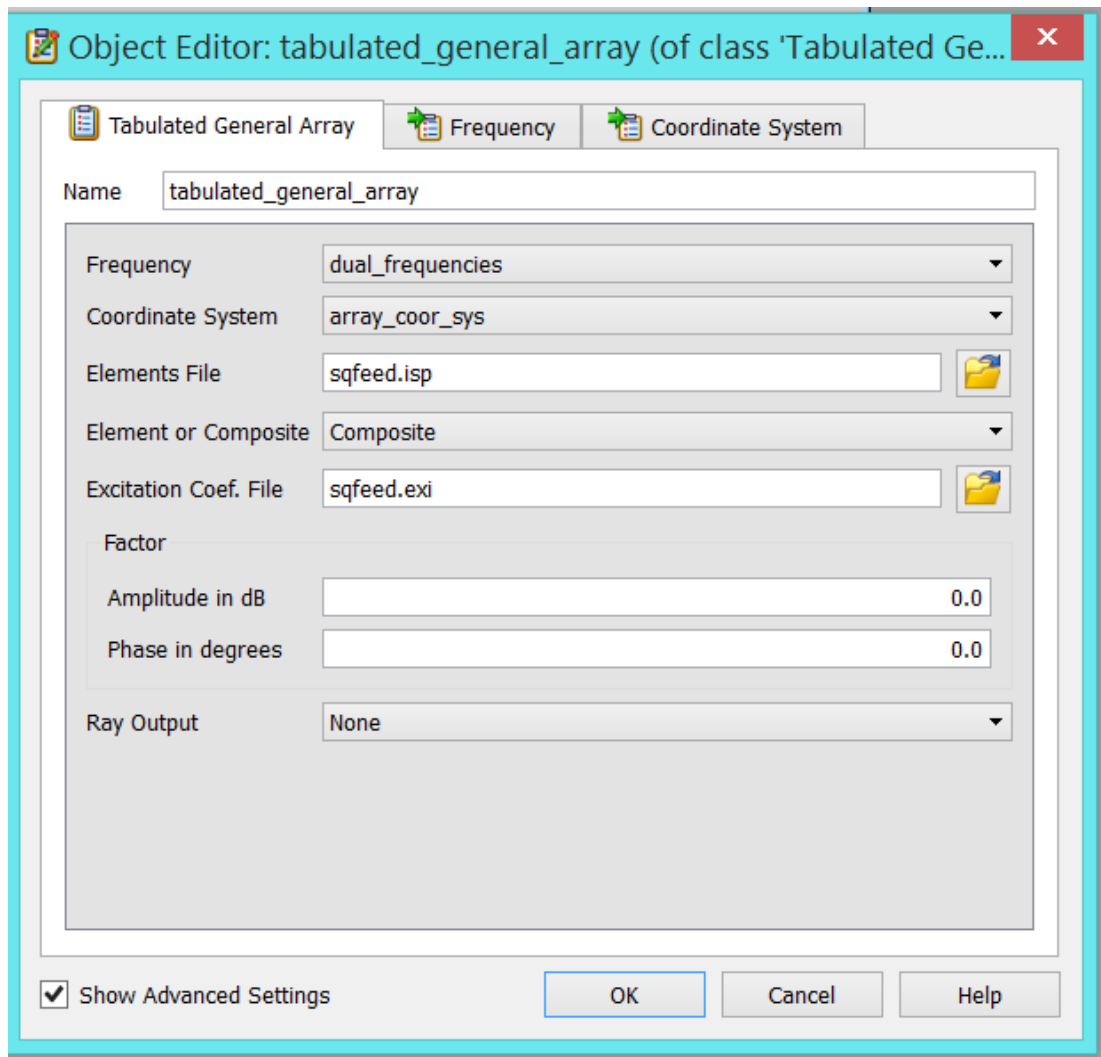 Object Editor: tabulated_general_array (of class 'Tabulated Ge...
Tabulated General Array Frequency Coordinate System
Name tabulated_general_array
Frequency dual_frequencies
Coordinate System array_coor_sys
Elements File sqfeed.isp
Element or Composite Composite
Excitation Coef. File sqfeed.exi
Factor
Amplitude in dB 0.0
Phase in degrees 0.0
Ray Output None
Show Advanced Settings OK Cancel Help